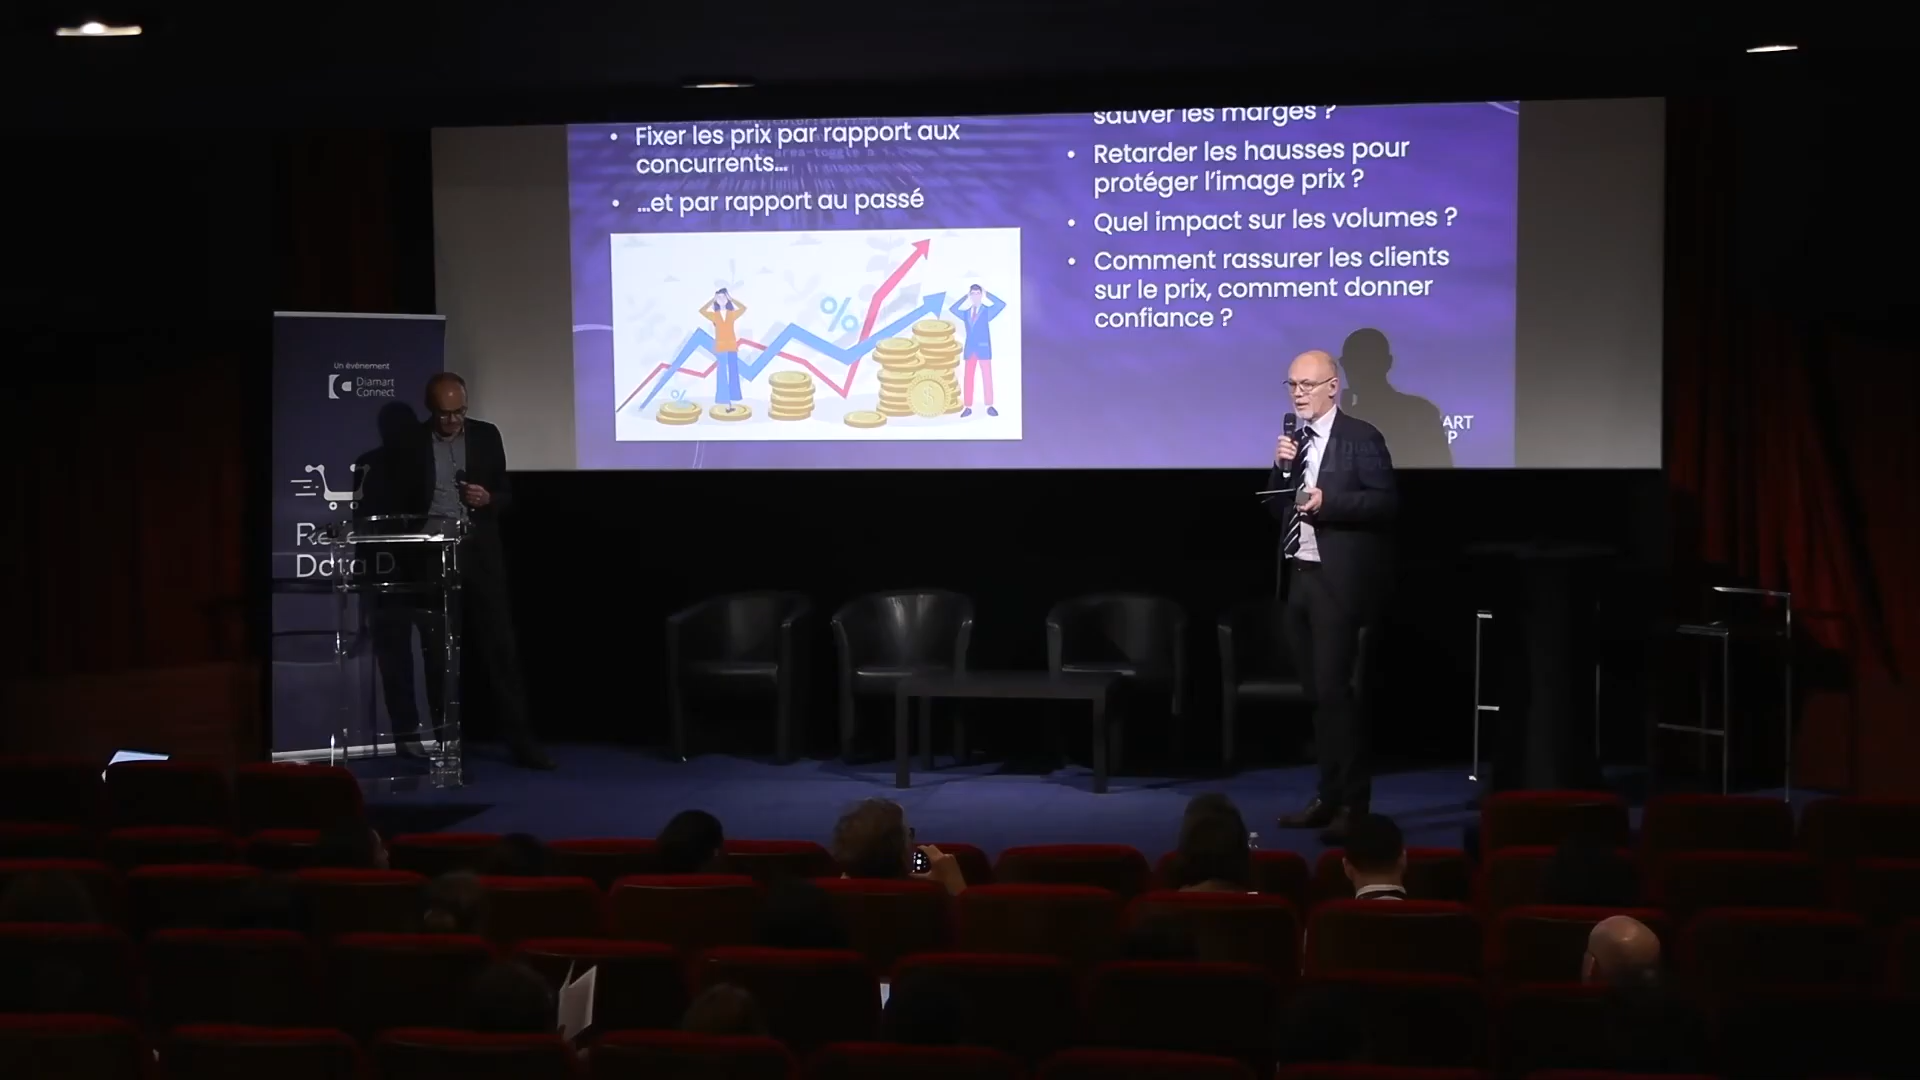 • Fixer les prix par rapport aux
concurrents...
• ...et par rapport au passé
%
%
$
sauver les marges ?
• Retarder les hausses pour
protéger l'image prix ?
• Quel impact sur les volumes ?
• Comment rassurer les clients
sur le prix, comment donner
confiance ?
ART
P
Un événement
Diamart
Connect
Data D